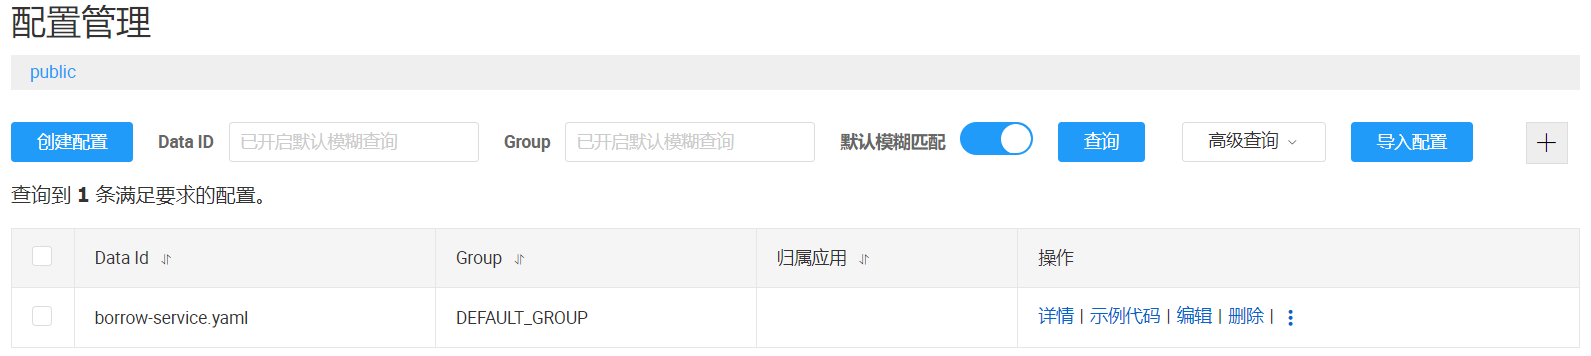 配置管理
public
创建配置 Data ID 已开启默认模糊查询 Group 已开启默认模糊查询 默认模糊匹配 查询 高级查询 导入配置
查询到 1 条满足要求的配置。
Data Id Group 归属应用 操作
borrow-service.yaml DEFAULT_GROUP 详情 | 示例代码 | 编辑 | 删除 |